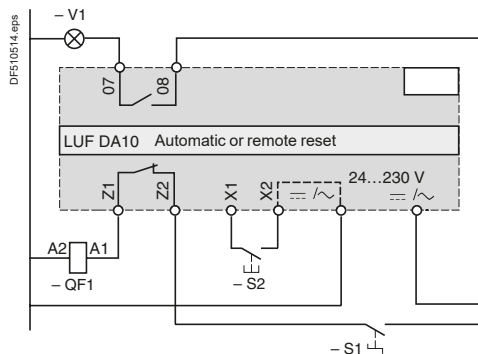 – V1
DF510514.eps
07
08
LUF DA10 Automatic or remote reset
24...230 V
Z1
Z2
X1
X2
A2
A1
– QF1
– S2
– S1